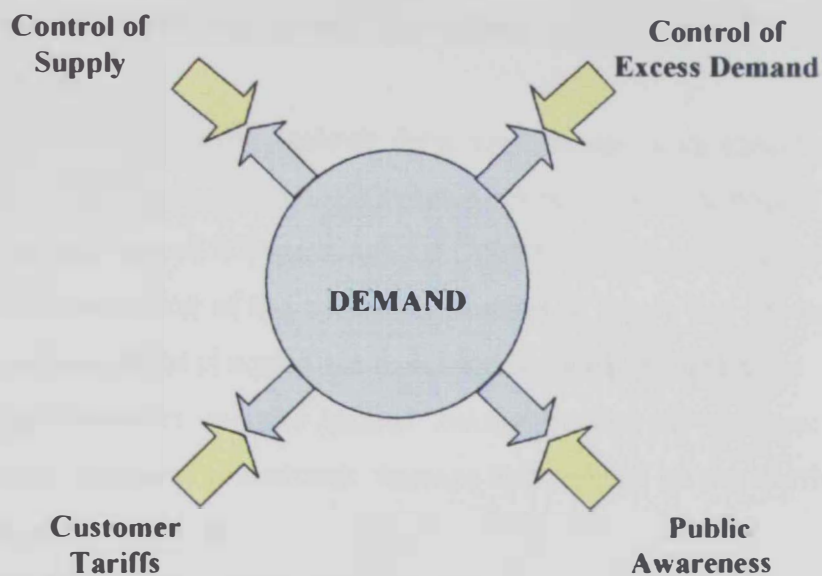 Control of
Supply
Control of
Excess Demand
DEMAND
Customer
Tariffs
Public
Awareness